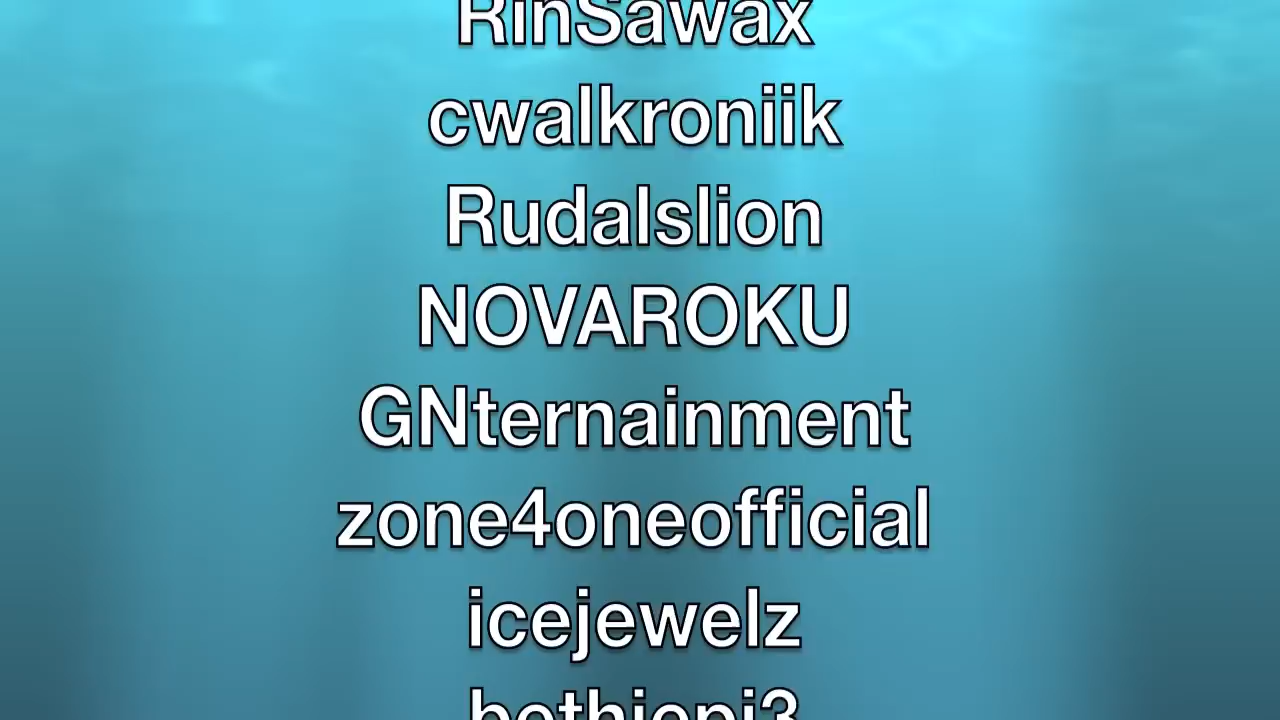 RinSawax
cwalkroniik
Rudalslion
NOVAROKU
GNternainment
zone4oneofficial
icejewelz